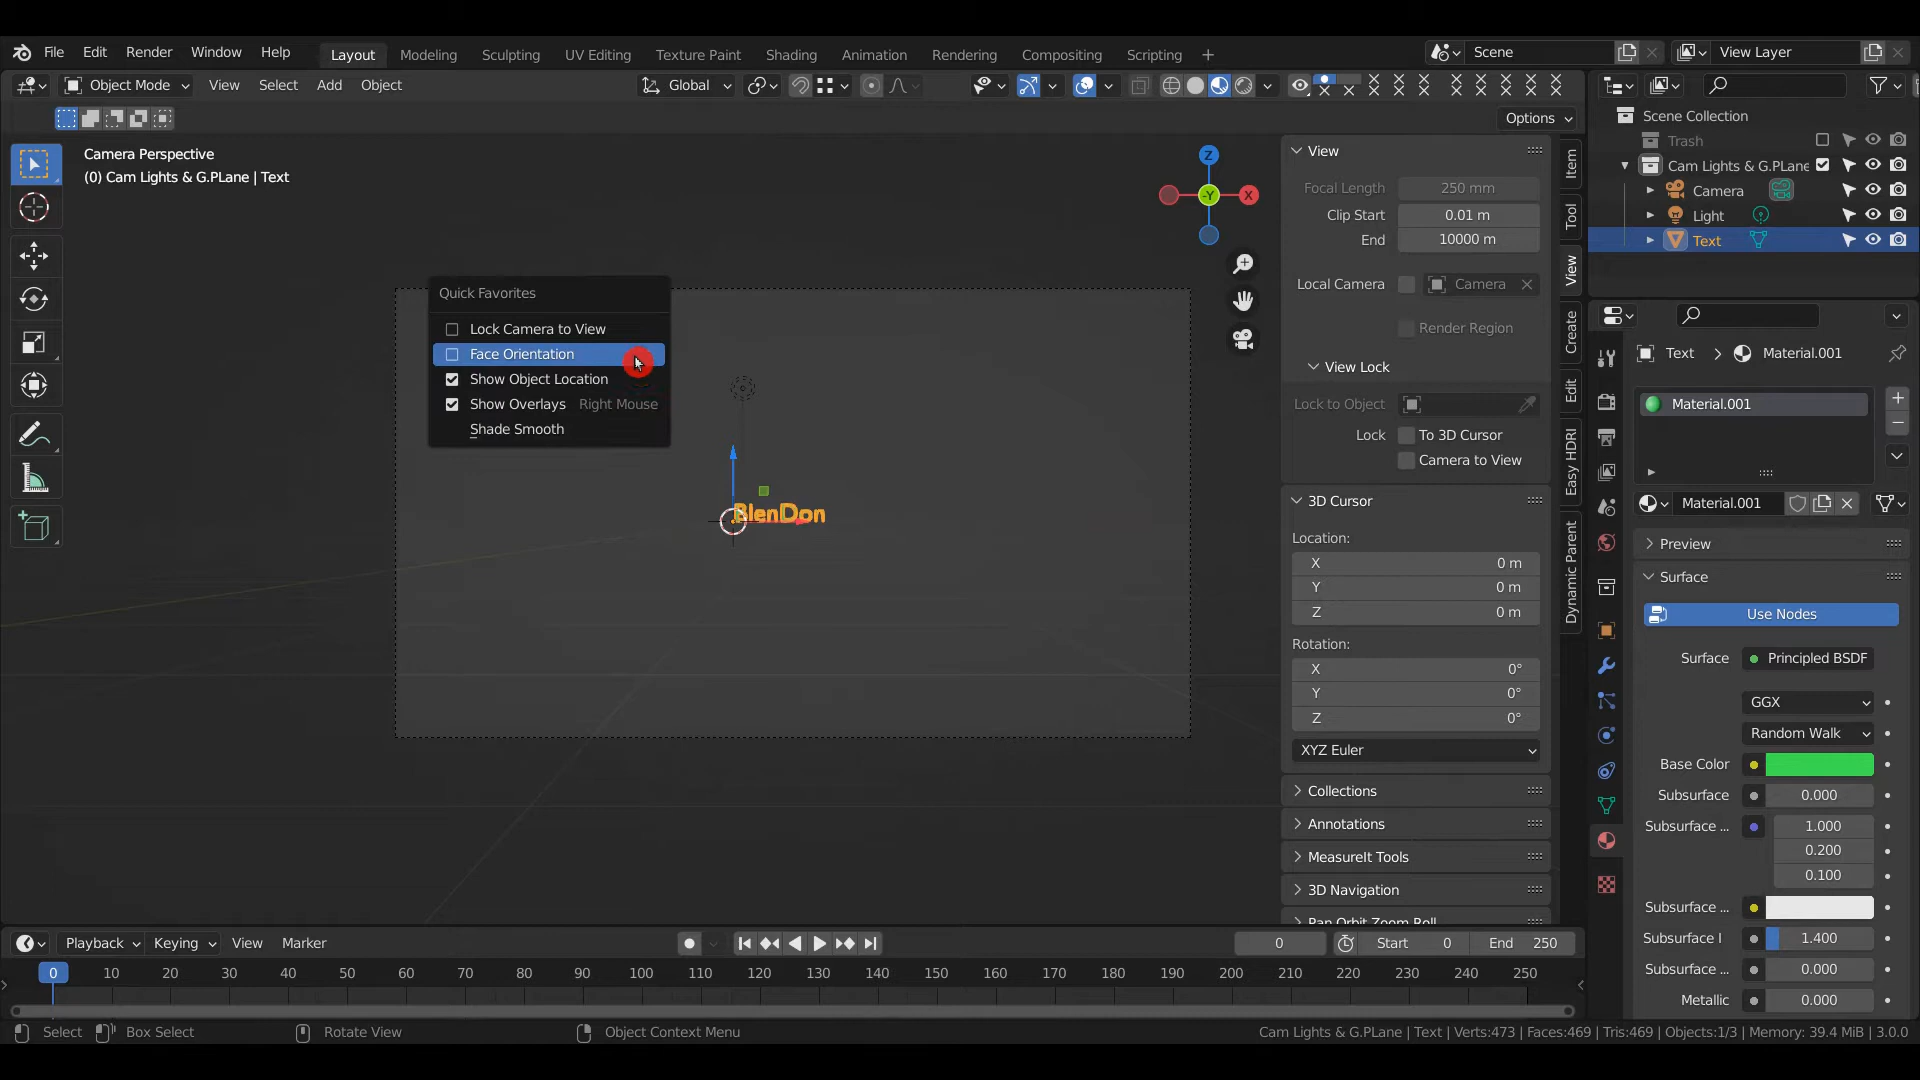 File Edit Render Window Help Layout Modeling Sculpting UV Editing Texture Paint Shading Animation Rendering Compositing Scripting + Scene View Layer
Object Mode View Select Add Object Global
Options
Camera Perspective
(0) Cam Lights & G.PLane | Text
Z
-Y
X
Quick Favorites
Lock Camera to View
Face Orientation
Show Object Location
Show Overlays Right Mouse
Shade Smooth
BlenDon
View
Focal Length 250 mm
Clip Start 0.01 m
End 10000 m
Local Camera Camera
Render Region
View Lock
Lock to Object
Lock To 3D Cursor
Camera to View
3D Cursor
Location:
X 0 m
Y 0 m
Z 0 m
Rotation:
X 0°
Y 0°
Z 0°
XYZ Euler
Collections
Annotations
MeasureIt Tools
3D Navigation
Pan Orbit Zoom Roll
Item
Tool
View
Create
Edit
Easy HDRI
Dynamic Parent
Scene Collection
Trash
Cam Lights & G.PLane
Camera
Light
Text
Text > Material.001
Material.001
Material.001
Preview
Surface
Use Nodes
Surface Principled BSDF
GGX
Random Walk
Base Color
Subsurface 0.000
Subsurface ... 1.000
0.200
0.100
Subsurface ...
Subsurface I 1.400
Subsurface ... 0.000
Metallic 0.000
Playback Keying View Marker 0 Start 0 End 250
0 10 20 30 40 50 60 70 80 90 100 110 120 130 140 150 160 170 180 190 200 210 220 230 240 250
Select Box Select Rotate View Object Context Menu Cam Lights & G.PLane | Text | Verts:473 | Faces:469 | Tris:469 | Objects:1/3 | Memory: 39.4 MiB | 3.0.0